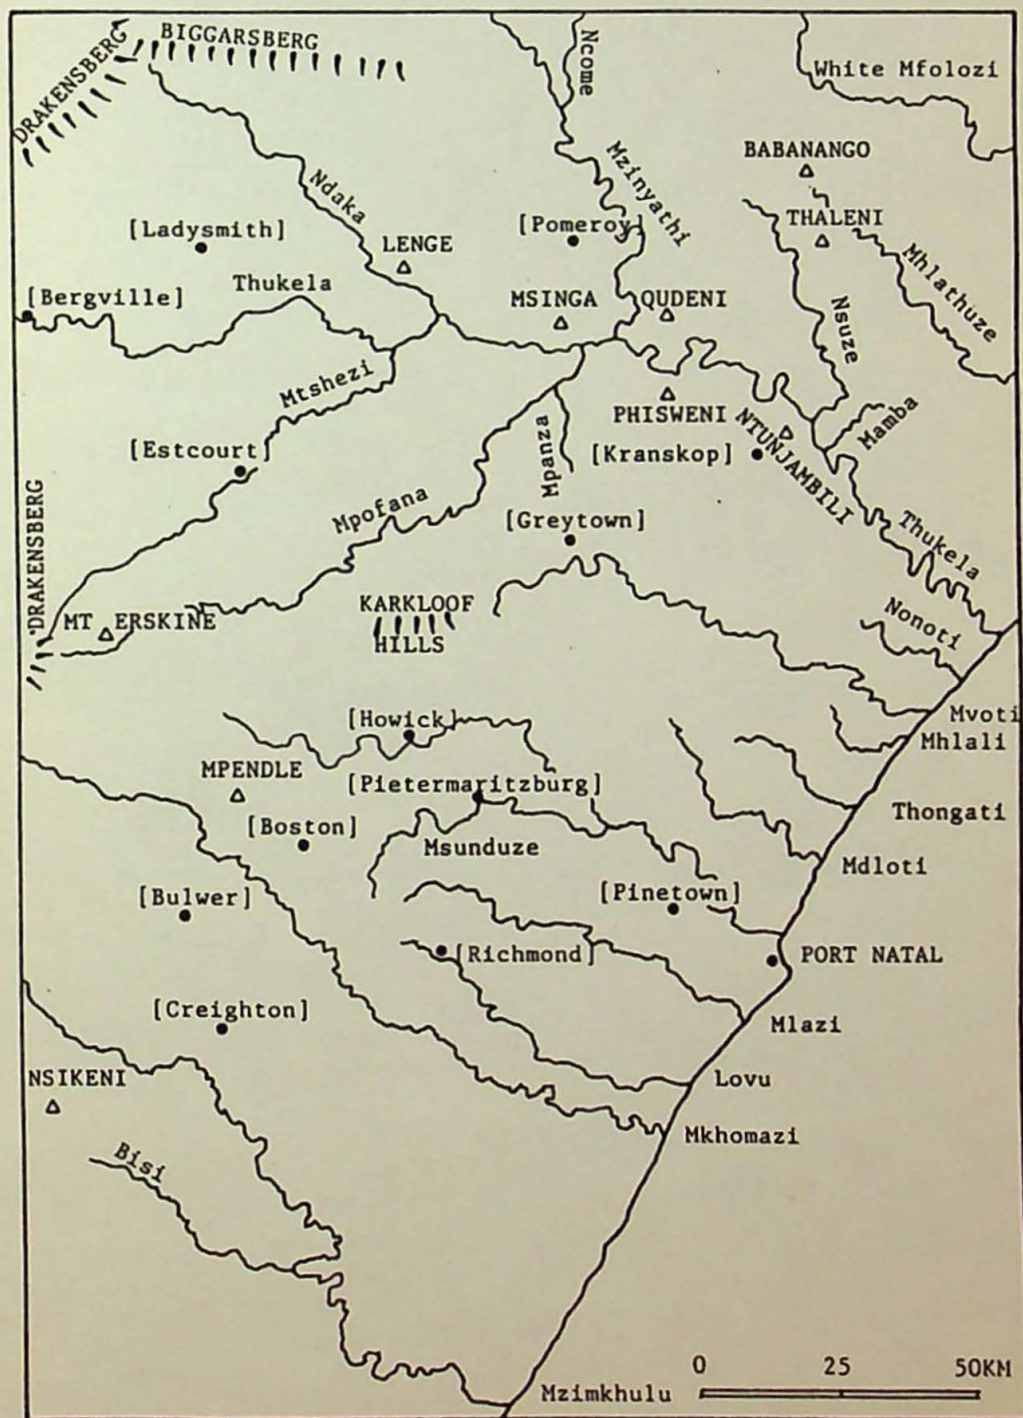 BIGGARSBERG
DRAKENSBERG
Ncome
White Mfolozi
BABANANGO
Mzinyathi
Ndaka
THALENI
[Ladysmith]
[Pomeroy]
LENGE
Mhlathuze
Thukela
[Bergville]
MSINGA
QUDENI
Nsuze
Mtshezi
PHISWENI
Mamba
NTUNJAMBILI
[Estcourt]
Mpanza
[Kranskop]
Mpofana
[Greytown]
Thukela
DRAKENSBERG
MT ERSKINE
KARKLOOF
HILLS
Nonoti
[Howick]
Mvoti
Mhlali
MPENDLE
[Pietermaritzburg]
Thongati
[Boston]
Msunduze
Mdloti
[Bulwer]
[Pinetown]
[Richmond]
PORT NATAL
[Creighton]
Mlazi
NSIKENI
Lovu
Mkhomazi
Bisi
0 25 50KM
Mzimkhulu